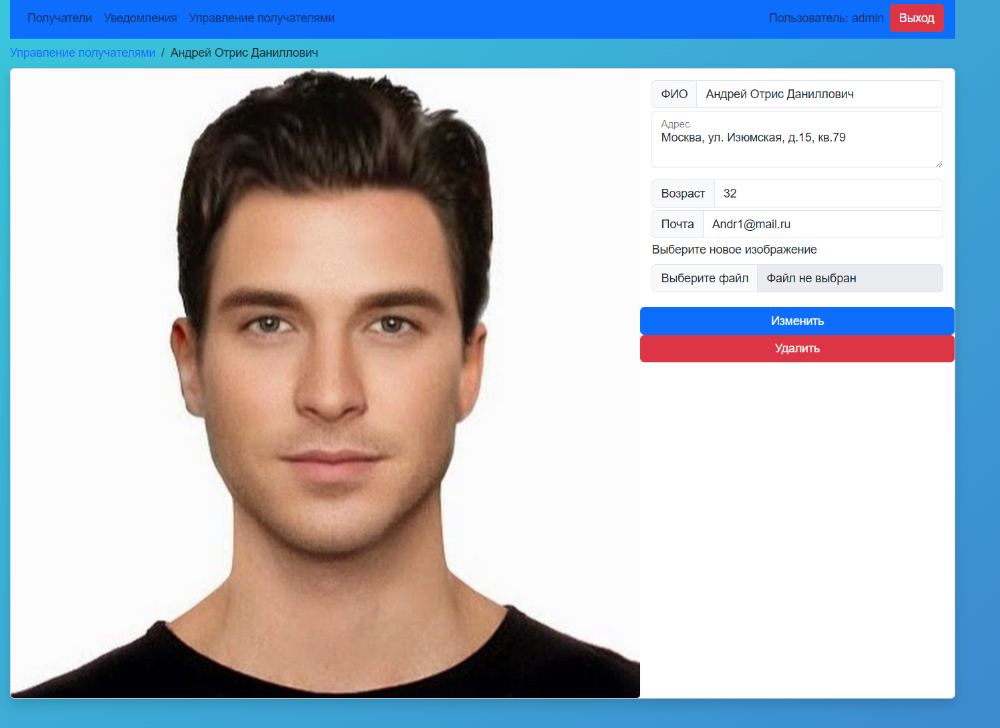 Получатели Уведомления Управление получателями Пользователь: admin Выход
Управление получателями / Андрей Отрис Даниллович
ФИО Андрей Отрис Даниллович
Адрес
Москва, ул. Изюмская, д.15, кв.79
Возраст 32
Почта Andr1@mail.ru
Выберите новое изображение
Выберите файл Файл не выбран
Изменить
Удалить